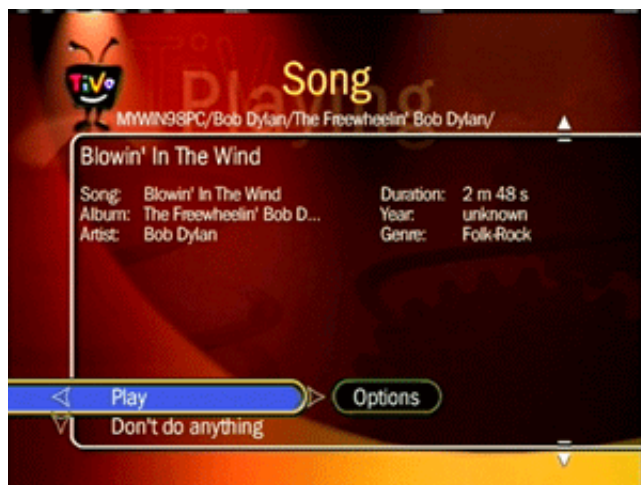 TiVo
Song
MYWIN98PC/Bob Dylan/The Freewheelin' Bob Dylan/
Blowin' In The Wind
Song: Blowin' In The Wind Duration: 2 m 48 s
Album: The Freewheelin' Bob D... Year: unknown
Artist: Bob Dylan Genre: Folk-Rock
Play Options
Don't do anything